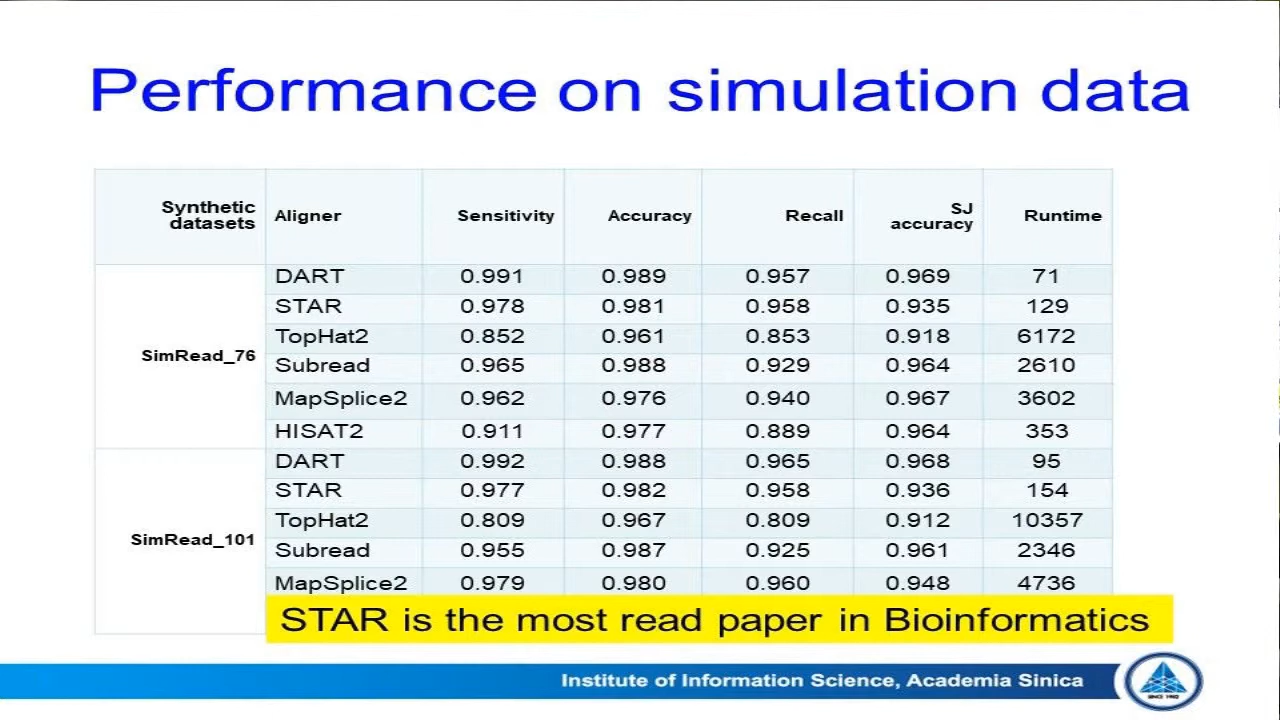 Performance on simulation data
Synthetic datasets Aligner Sensitivity Accuracy Recall SJ accuracy Runtime
SimRead_76
DART 0.991 0.989 0.957 0.969 71
STAR 0.978 0.981 0.958 0.935 129
TopHat2 0.852 0.961 0.853 0.918 6172
Subread 0.965 0.988 0.929 0.964 2610
MapSplice2 0.962 0.976 0.940 0.967 3602
HISAT2 0.911 0.977 0.889 0.964 353
SimRead_101
DART 0.992 0.988 0.965 0.968 95
STAR 0.977 0.982 0.958 0.936 154
TopHat2 0.809 0.967 0.809 0.912 10357
Subread 0.955 0.987 0.925 0.961 2346
MapSplice2 0.979 0.980 0.960 0.948 4736
STAR is the most read paper in Bioinformatics
Institute of Information Science, Academia Sinica
SINCE 1982